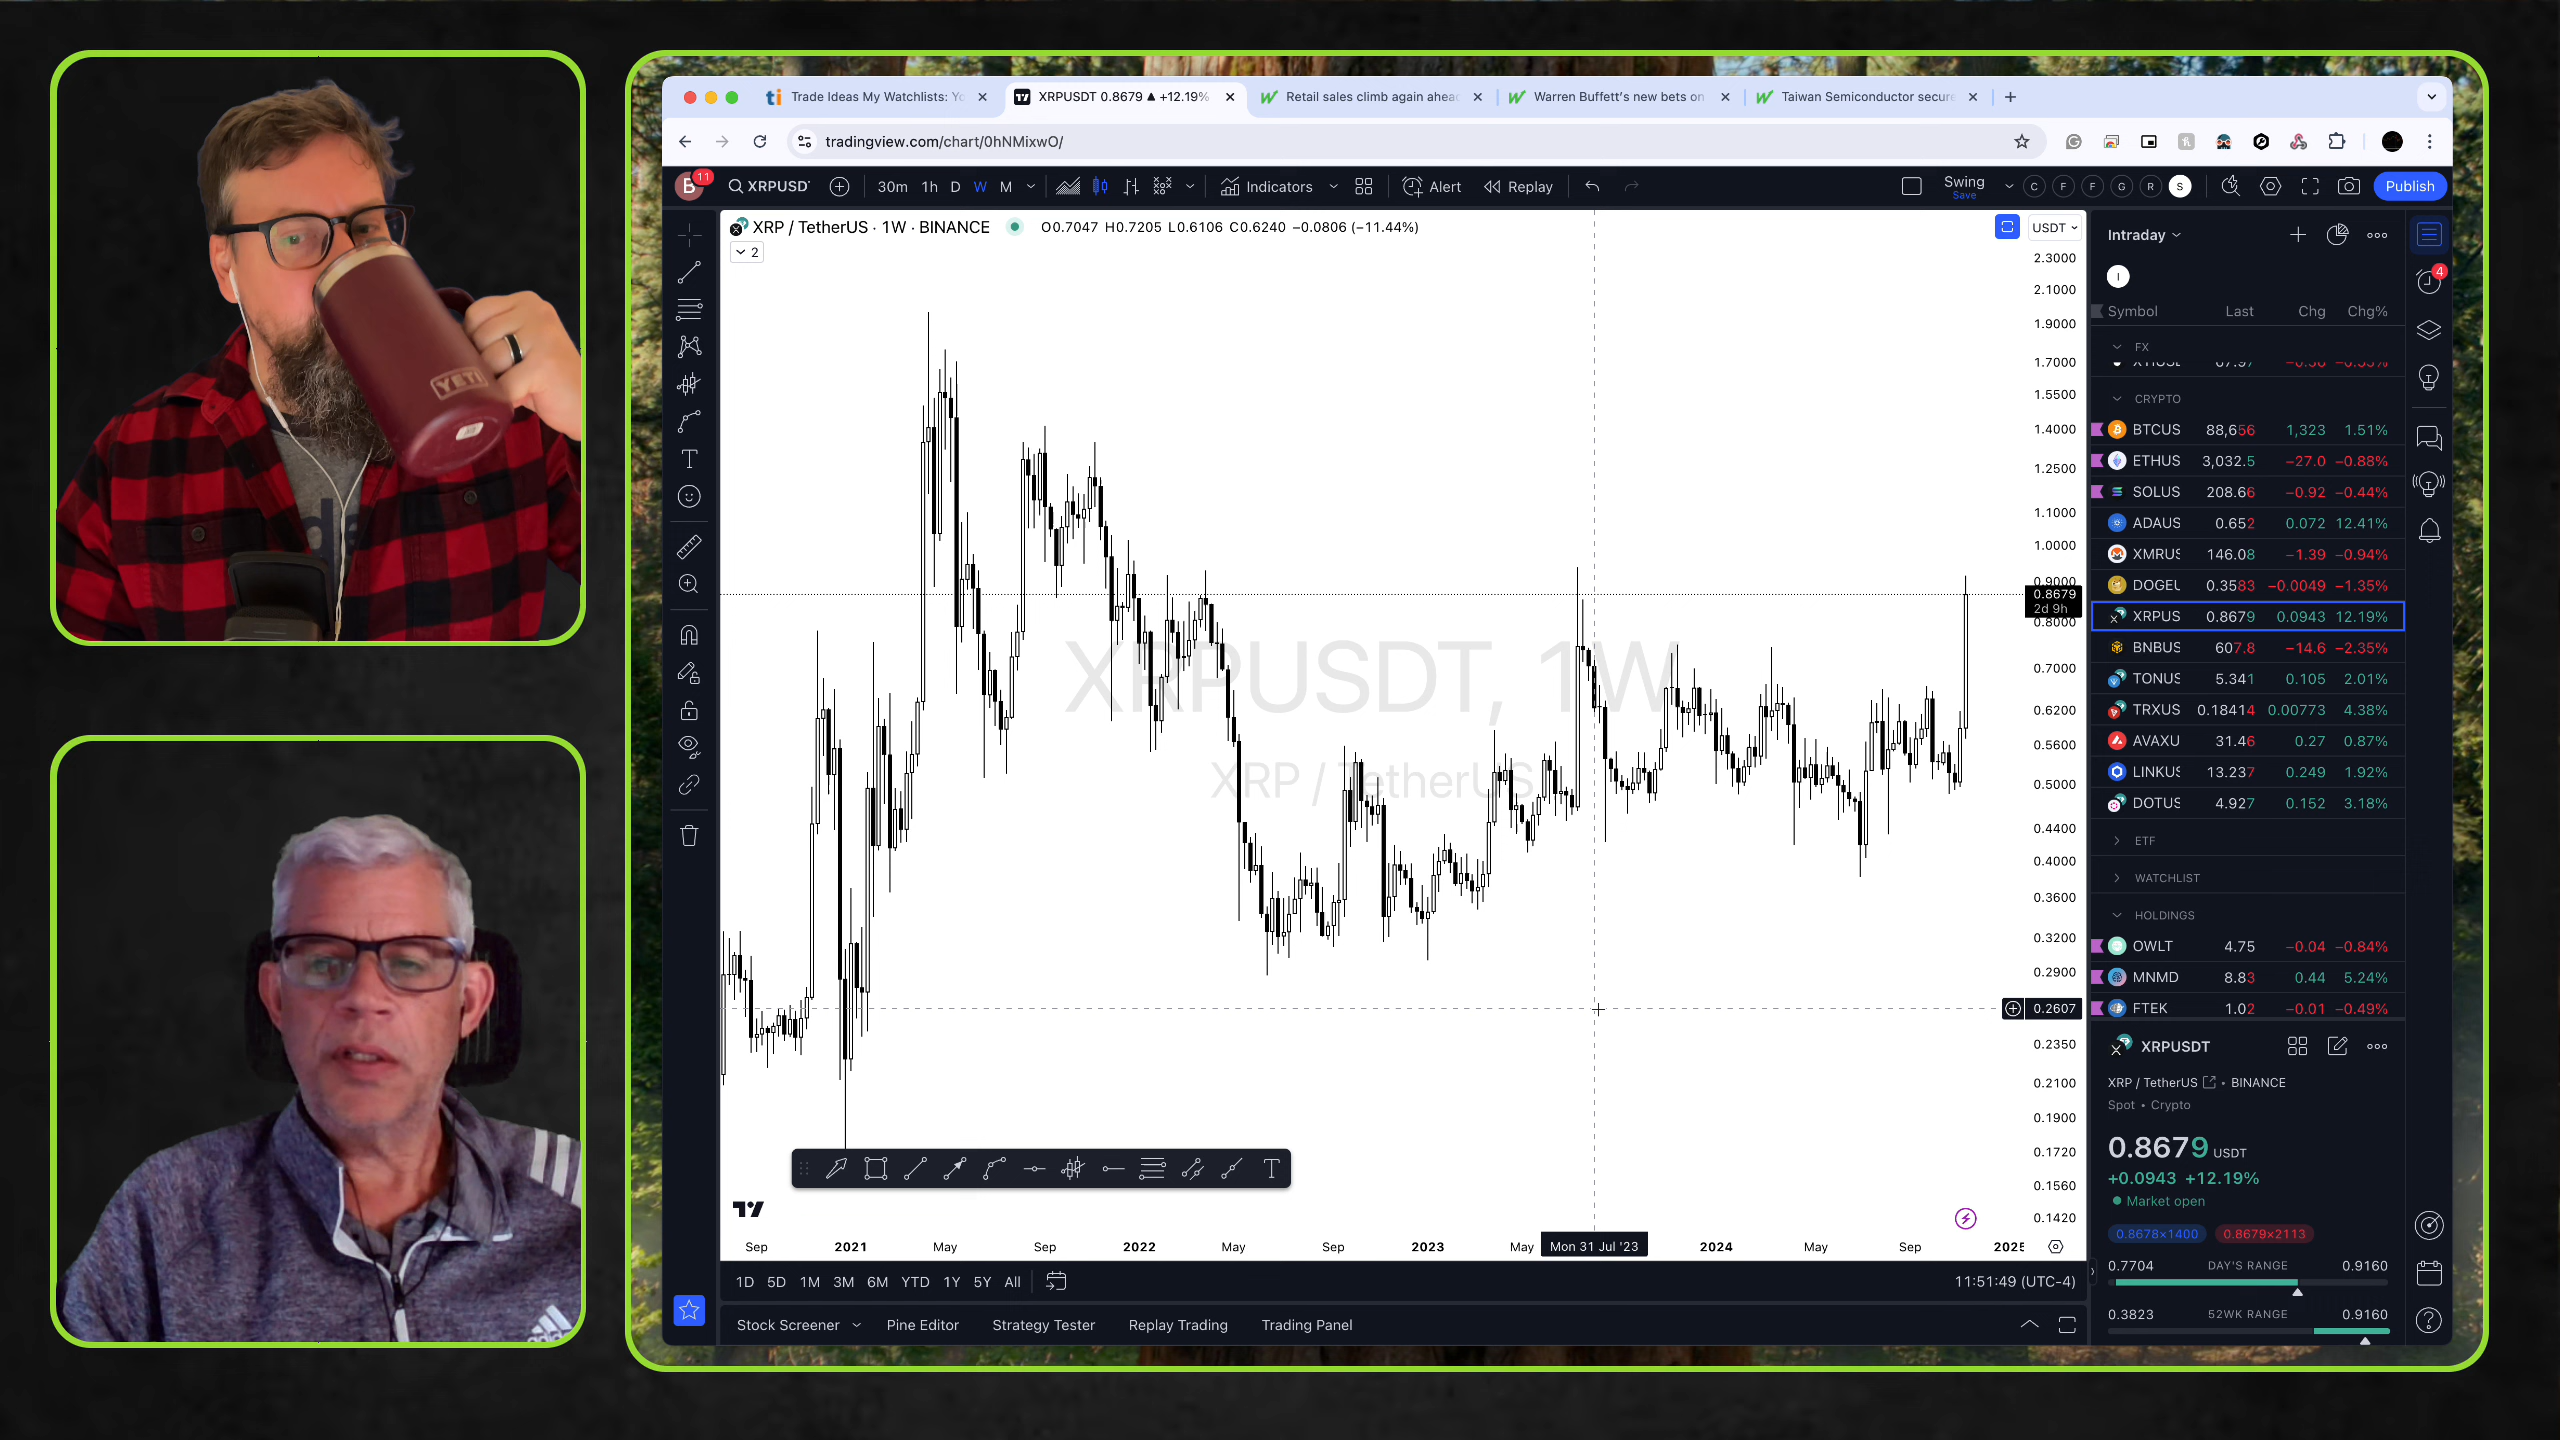 YETI
adidas
Trade Ideas My Watchlists: Yo
XRPUSDT 0.8679 ▲ +12.19%
Retail sales climb again ahea
Warren Buffett's new bets on
Taiwan Semiconductor secure
tradingview.com/chart/0hNMixwO/
B 11
XRPUSD
30m 1h D W M
Indicators
Alert
Replay
Swing
Save
C F F G R S
Publish
XRP / TetherUS · 1W · BINANCE
O0.7047 H0.7205 L0.6106 C0.6240 −0.0806 (−11.44%)
2
USDT
XRPUSDT, 1W
XRP / TetherUS
2.3000
2.1000
1.9000
1.7000
1.5500
1.4000
1.2500
1.1000
1.0000
0.9000
0.8679
2d 9h
0.8000
0.7000
0.6200
0.5600
0.5000
0.4400
0.4000
0.3600
0.3200
0.2900
0.2607
0.2350
0.2100
0.1900
0.1720
0.1560
0.1420
Sep 2021 May Sep 2022 May Sep 2023 May Mon 31 Jul '23 2024 May Sep 2025
1D 5D 1M 3M 6M YTD 1Y 5Y All
11:51:49 (UTC-4)
Stock Screener
Pine Editor
Strategy Tester
Replay Trading
Trading Panel
Intraday
I
Symbol Last Chg Chg%
FX
CRYPTO
BTCUS 88,656 1,323 1.51%
ETHUS 3,032.5 −27.0 −0.88%
SOLUS 208.66 −0.92 −0.44%
ADAUS 0.652 0.072 12.41%
XMRUS 146.08 −1.39 −0.94%
DOGEU 0.3583 −0.0049 −1.35%
XRPUS 0.8679 0.0943 12.19%
BNBUS 607.8 −14.6 −2.35%
TONUS 5.341 0.105 2.01%
TRXUS 0.18414 0.00773 4.38%
AVAXU 31.46 0.27 0.87%
LINKUS 13.237 0.249 1.92%
DOTUS 4.927 0.152 3.18%
ETF
WATCHLIST
HOLDINGS
OWLT 4.75 −0.04 −0.84%
MNMD 8.83 0.44 5.24%
FTEK 1.02 −0.01 −0.49%
XRPUSDT
XRP / TetherUS • BINANCE
Spot • Crypto
0.8679 USDT
+0.0943 +12.19%
Market open
0.8678×1400 0.8679×2113
0.7704 DAY'S RANGE 0.9160
0.3823 52WK RANGE 0.9160
4